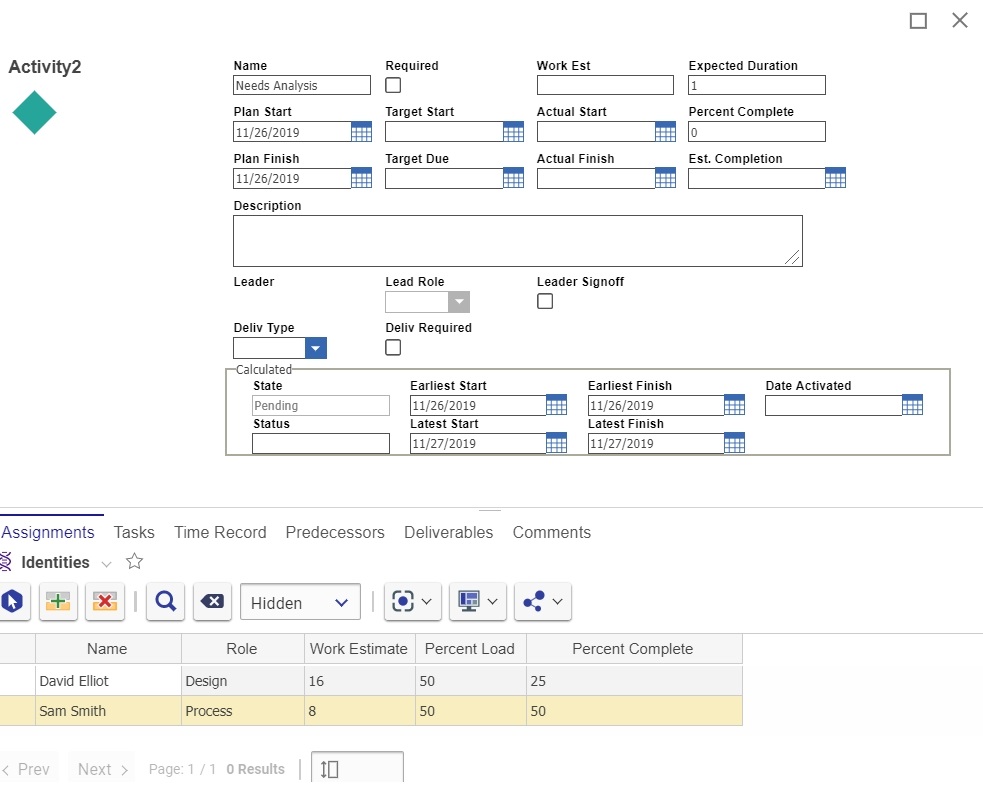 Activity2
Name Required Work Est Expected Duration
Needs Analysis 1
Plan Start Target Start Actual Start Percent Complete
11/26/2019 0
Plan Finish Target Due Actual Finish Est. Completion
11/26/2019
Description
Leader Lead Role Leader Signoff
Deliv Type Deliv Required
Calculated
State Earliest Start Earliest Finish Date Activated
Pending 11/26/2019 11/26/2019
Status Latest Start Latest Finish
11/27/2019 11/27/2019
Assignments Tasks Time Record Predecessors Deliverables Comments
Identities
Hidden
Name Role Work Estimate Percent Load Percent Complete
David Elliot Design 16 50 25
Sam Smith Process 8 50 50
Prev Next Page: 1 / 1 0 Results